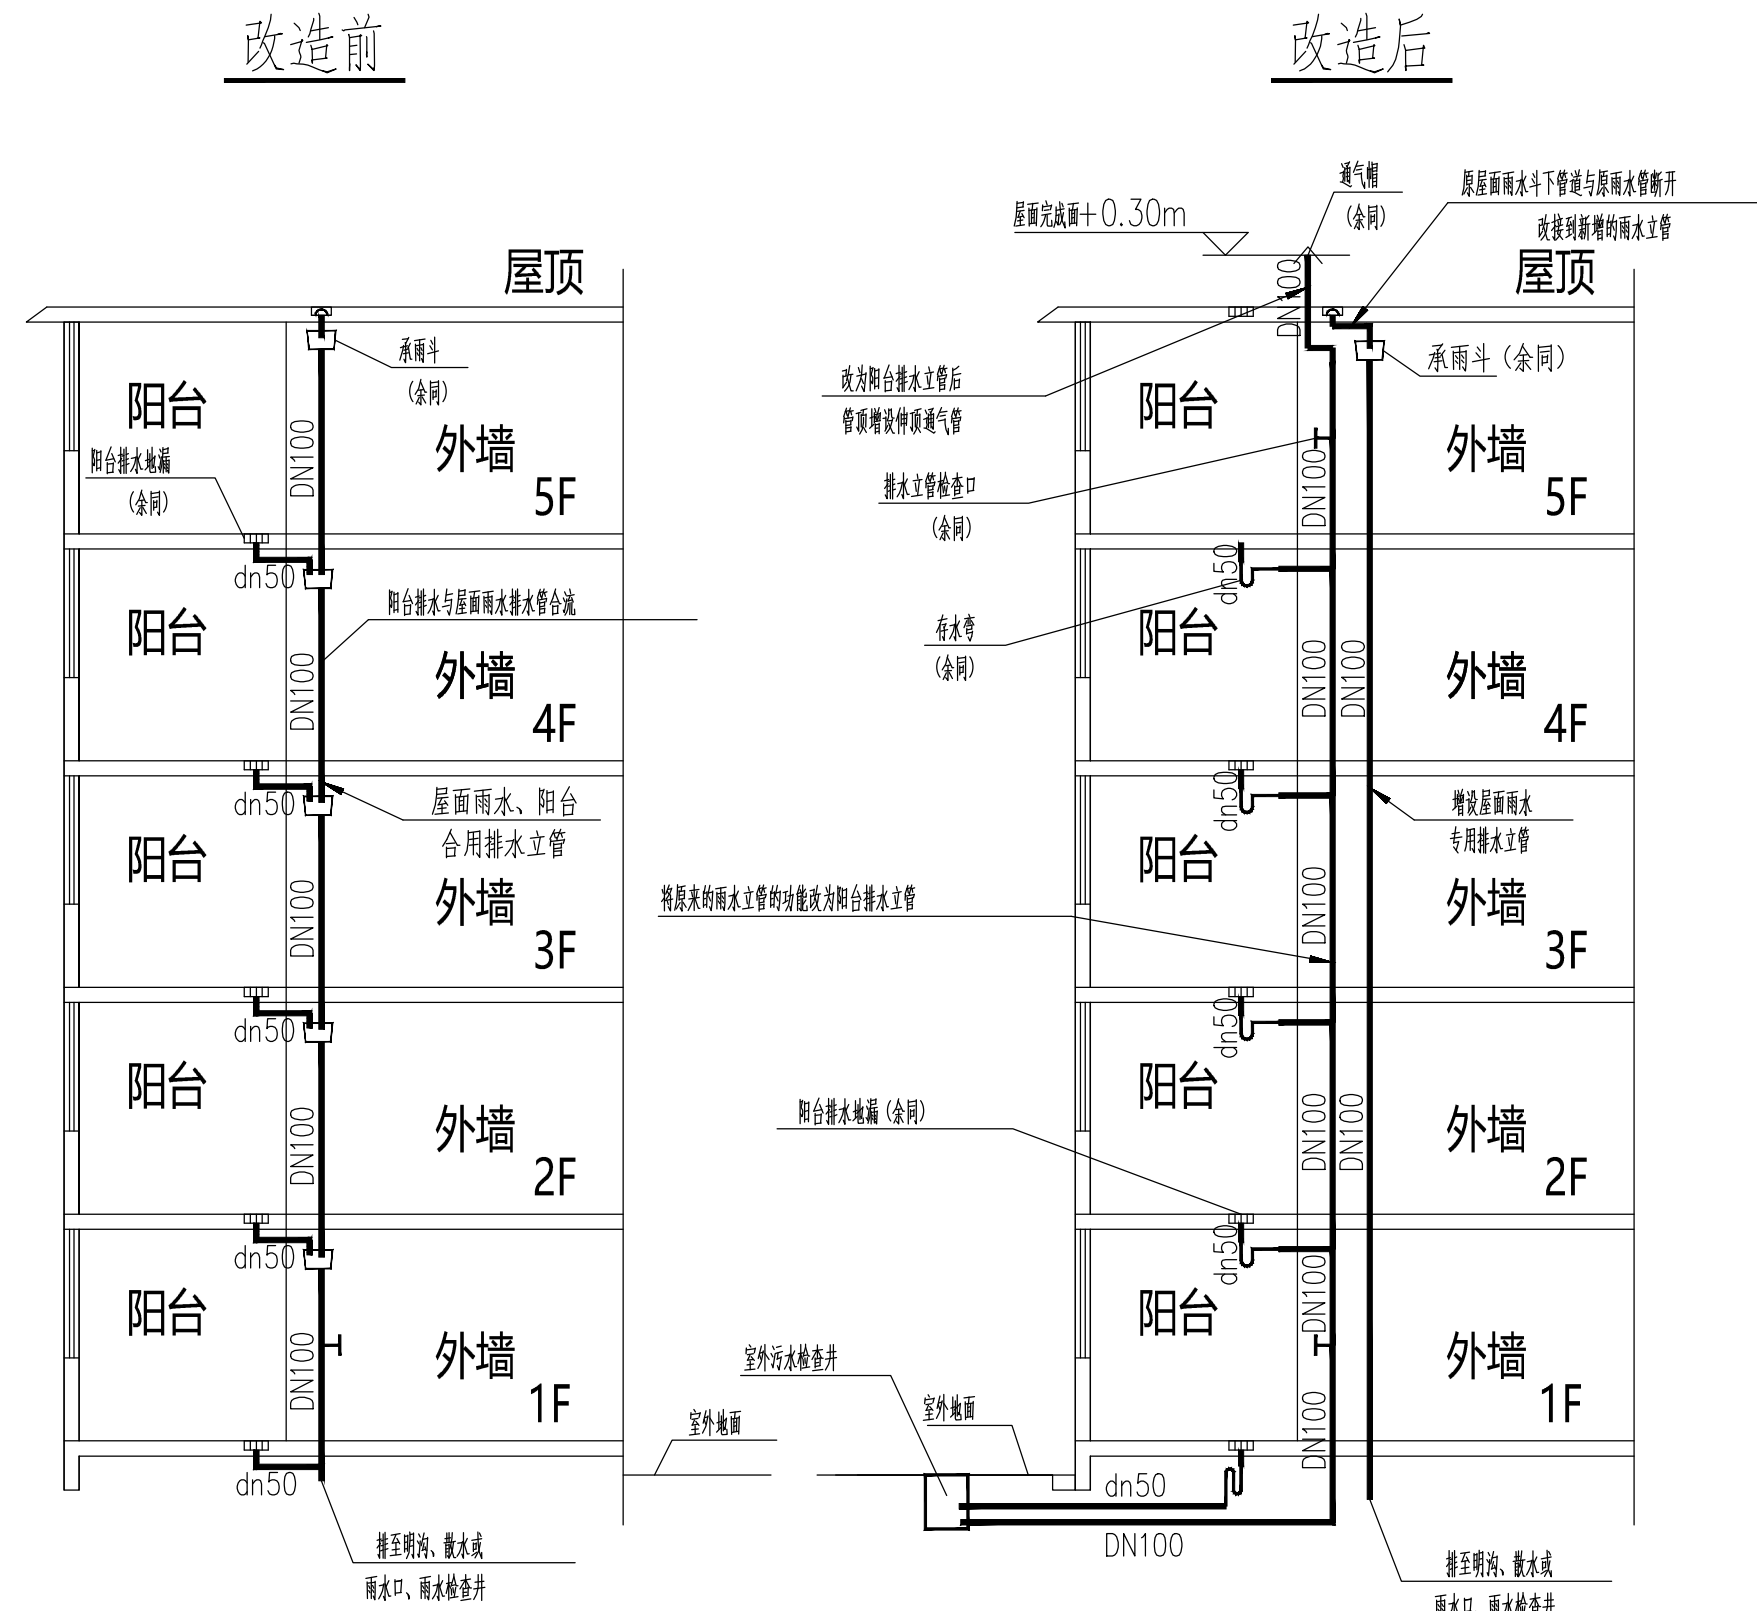 改造前
改造后
通气帽
(余同)
原屋面雨水斗下管道与原雨水管断开
改接到新增的雨水立管
屋面完成面+0.30m
屋顶
屋顶
DN100
承雨斗
(余同)
承雨斗(余同)
改为阳台排水立管后
管顶增设伸顶通气管
阳台
外墙
5F
DN100
阳台排水地漏
(余同)
dn50
阳台
外墙
5F
DN100
排水立管检查口
(余同)
dn50
阳台排水与屋面雨水排水管合流
阳台
外墙
4F
DN100
dn50
存水弯
(余同)
阳台
外墙
4F
DN100
DN100
dn50
屋面雨水、阳台
合用排水立管
阳台
外墙
3F
DN100
dn50
增设屋面雨水
专用排水立管
将原来的雨水立管的功能改为阳台排水立管
阳台
外墙
3F
DN100
dn50
阳台
外墙
2F
DN100
dn50
阳台排水地漏(余同)
阳台
外墙
2F
DN100
DN100
dn50
阳台
外墙
1F
DN100
dn50
室外地面
排至明沟、散水或
雨水口、雨水检查井
室外污水检查井
室外地面
阳台
外墙
1F
DN100
DN100
dn50
DN100
排至明沟、散水或
雨水口、雨水检查井